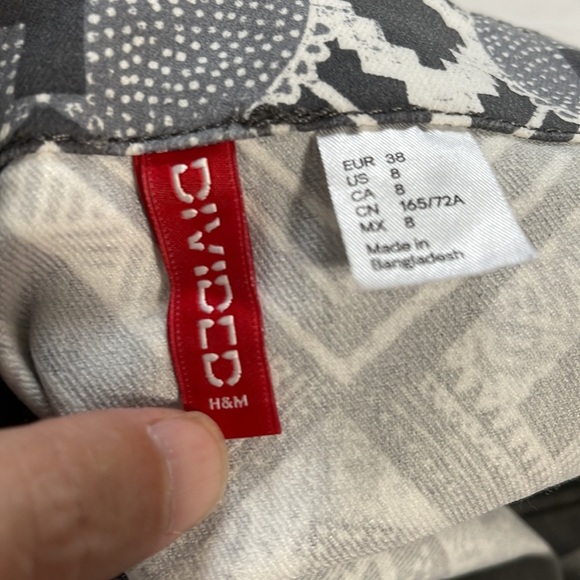 DIVIDED
H&M
EUR 38
US 8
CA 8
CN 165/72A
MX 8
Made in
Bangladesh